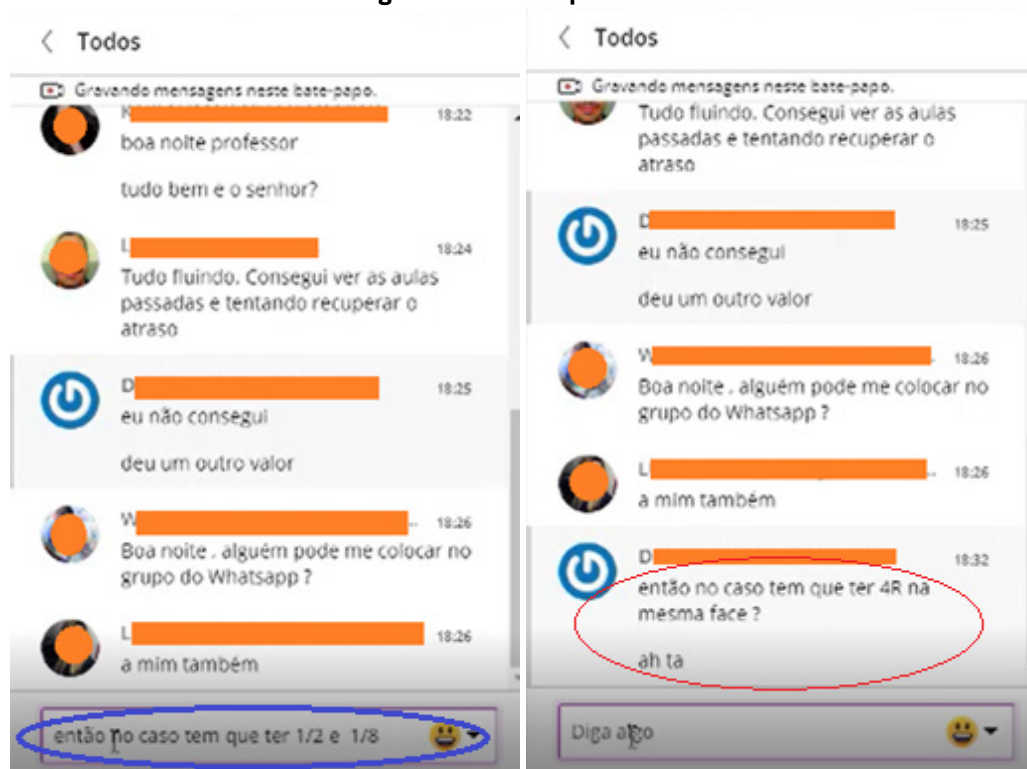 Todos
Gravando mensagens neste bate-papo.
18:22
boa noite professor
tudo bem e o senhor?
L
18:24
Tudo fluindo. Consegui ver as aulas
passadas e tentando recuperar o
atraso
D
18:25
eu não consegui
deu um outro valor
W
18:26
Boa noite , alguém pode me colocar no
grupo do Whatsapp ?
L
18:26
a mim também
então no caso tem que ter 1/2 e 1/8
Todos
Gravando mensagens neste bate-papo.
Tudo fluindo. Consegui ver as aulas
passadas e tentando recuperar o
atraso
D
18:25
eu não consegui
deu um outro valor
W
18:26
Boa noite , alguém pode me colocar no
grupo do Whatsapp ?
L
18:26
a mim também
D
18:32
então no caso tem que ter 4R na
mesma face ?
ah ta
Diga algo